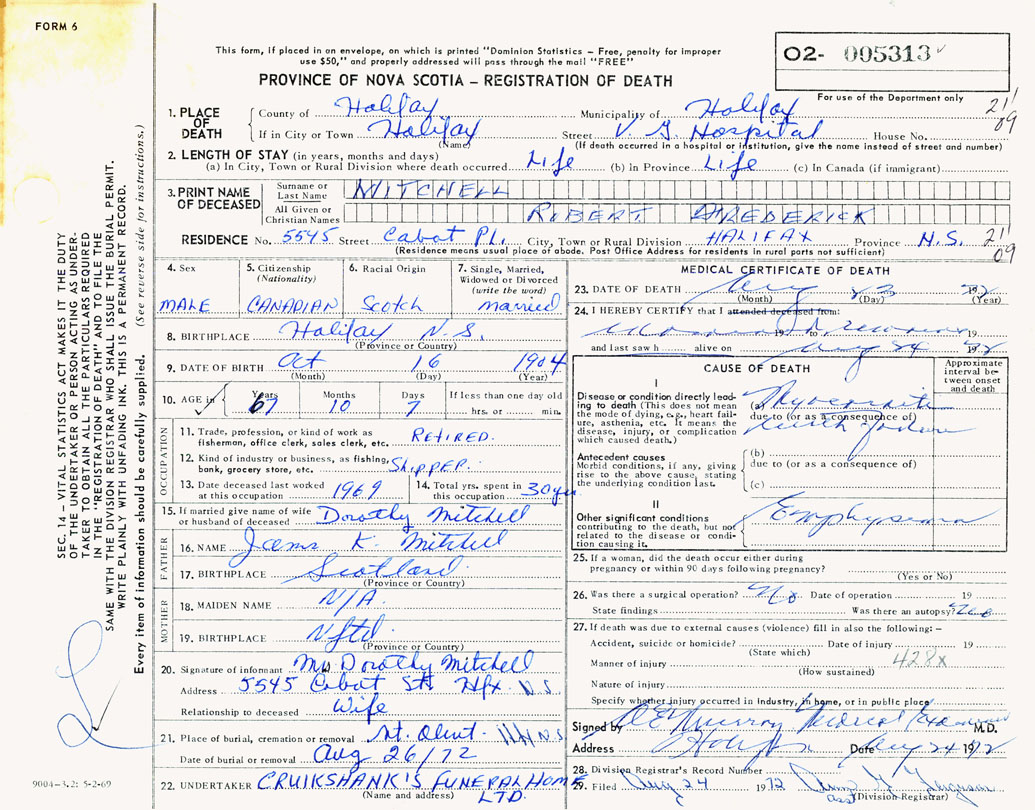 FORM 6
This form, if placed in an envelope, on which is printed "Dominion Statistics – Free, penalty for improper
use $50," and properly addressed will pass through the mail "FREE"
O2- 005313
PROVINCE OF NOVA SCOTIA – REGISTRATION OF DEATH
For use of the Department only
21/09
1. PLACE OF DEATH
County of Halifax Municipality of Halifax
If in City or Town Halifax Street V. G. Hospital House No.
(Name) (If death occurred in a hospital or institution, give the name instead of street and number)
2. LENGTH OF STAY (in years, months and days)
(a) In City, Town or Rural Division where death occurred Life (b) in Province Life (c) In Canada (if immigrant)
3. PRINT NAME OF DECEASED
Surname or Last Name MITCHELL
All Given or Christian Names ROBERT FREDERICK
RESIDENCE No. 5545 Street Cabot Pl. City, Town or Rural Division HALIFAX Province N.S. 21/09
(Residence means usual place of abode. Post Office Address for residents in rural parts not sufficient)
4. Sex
MALE
5. Citizenship (Nationality)
CANADIAN
6. Racial Origin
Scotch
7. Single, Married, Widowed or Divorced (write the word)
married
8. BIRTHPLACE Halifax N.S.
(Province or Country)
9. DATE OF BIRTH Oct 16 1904
(Month) (Day) (Year)
10. AGE in Years 67 Months 10 Days 7 If less than one day old
hrs. or min.
OCCUPATION
11. Trade, profession or kind of work as
fisherman, office clerk, sales clerk, etc. RETIRED.
12. Kind of industry or business, as fishing,
bank, grocery store, etc. SHIPPER.
13. Date deceased last worked
at this occupation 1969
14. Total yrs. spent in
this occupation 30 yrs
15. If married give name of wife
or husband of deceased Dorothy Mitchell
FATHER
16. NAME James K. Mitchell
17. BIRTHPLACE Scotland
(Province or Country)
MOTHER
18. MAIDEN NAME N/A.
19. BIRTHPLACE Nftd.
(Province or Country)
20. Signature of informant Mrs Dorothy Mitchell
Address 5545 Cabot St. Hfx. N.S.
Relationship to deceased Wife
21. Place of burial, cremation or removal Mt. Olivet. Hfx N.S.
Date of burial or removal Aug 26/72
22. UNDERTAKER CRUIKSHANK'S FUNERAL HOME
(Name and address) LTD.
MEDICAL CERTIFICATE OF DEATH
23. DATE OF DEATH Aug 23 1972
(Month) (Day) (Year)
24. I HEREBY CERTIFY that I attended deceased from:
19 to 19
and last saw h alive on Aug 24 1972
CAUSE OF DEATH
Approximate interval between onset and death
I
Disease or condition directly leading
to death (This does not mean
the mode of dying, e.g., heart failure,
asthenia, etc. It means the
disease, injury, or complication
which caused death.)
(a) Myocarditis
due to (or as a consequence of)
Antecedent causes
Morbid conditions, if any, giving
rise to the above cause, stating
the underlying condition last.
(b)
due to (or as a consequence of)
(c)
II
Other significant conditions
contributing to the death, but not
related to the disease or condition
causing it.
Emphysema
25. If a woman, did the death occur either during
pregnancy or within 90 days following pregnancy?
(Yes or No)
26. Was there a surgical operation? No Date of operation 19
State findings Was there an autopsy? No
27. If death was due to external causes (violence) fill in also the following: –
Accident, suicide or homicide? Date of injury 19
(State which)
428x
Manner of injury
(How sustained)
Nature of injury
Specify whether injury occurred in industry, in home, or in public place
Signed by D E Murray Medical Examiner M.D.
Address Halifax Date Aug 24 1972
28. Division Registrar's Record Number
29. Filed Aug 24 1972
(Division Registrar)
SEC. 14 – VITAL STATISTICS ACT MAKES IT THE DUTY
OF THE UNDERTAKER OR PERSON ACTING AS UNDERTAKER
TO OBTAIN ALL THE PARTICULARS REQUIRED
IN THE "REGISTRATION OF DEATH" AND TO FILE THE
SAME WITH THE DIVISION REGISTRAR WHO SHALL ISSUE THE BURIAL PERMIT.
WRITE PLAINLY WITH UNFADING INK. THIS IS A PERMANENT RECORD.
Every item of information should be carefully supplied. (See reverse side for instructions.)
9004-3.2: 5-2-69